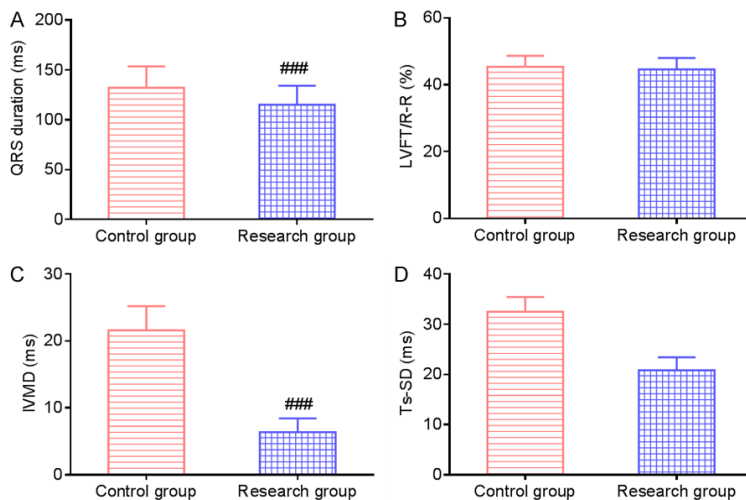 A
QRS duration (ms)
200
150
100
50
0
###
Control group
Research group
B
LVFT/R-R (%)
60
40
20
0
Control group
Research group
C
IVMD (ms)
30
20
10
0
###
Control group
Research group
D
Ts-SD (ms)
40
30
20
10
0
Control group
Research group